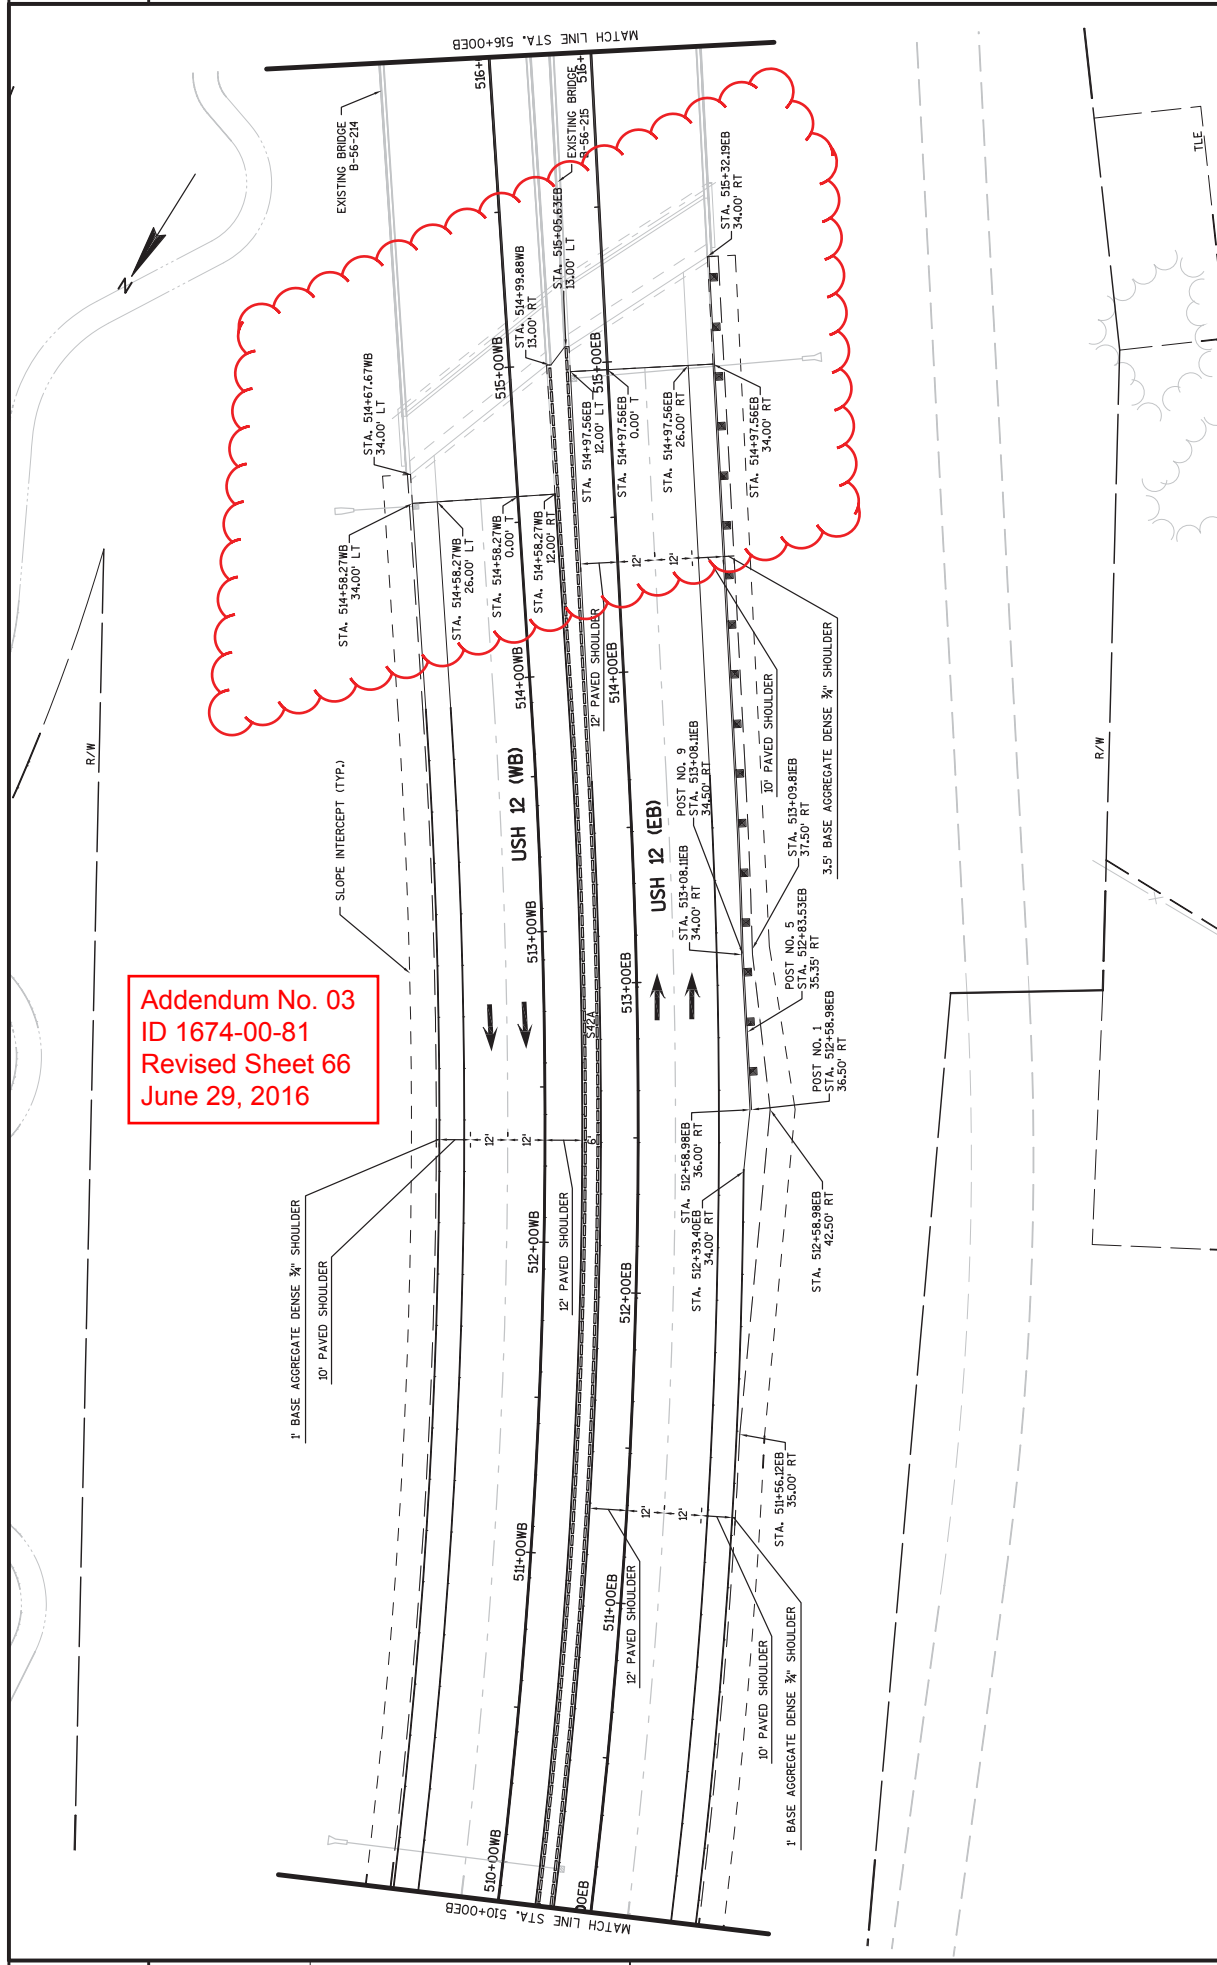 MATCH LINE STA. 516+00EB
516+
516+
EXISTING BRIDGE
B-56-214
EXISTING BRIDGE
B-56-215
N
TLE
STA. 515+32.19EB
34.00' RT
STA. 515+05.63EB
13.00' LT
STA. 514+99.88WB
13.00' RT
STA. 514+67.67WB
34.00' LT
515+00WB
515+00EB
STA. 514+97.56EB
12.00' LT
STA. 514+97.56EB
0.00' T
STA. 514+97.56EB
26.00' RT
STA. 514+97.56EB
34.00' RT
STA. 514+58.27WB
34.00' LT
STA. 514+58.27WB
26.00' LT
STA. 514+58.27WB
0.00' T
STA. 514+58.27WB
12.00' RT
12'
12'
12' PAVED SHOULDER
10' PAVED SHOULDER
3.5' BASE AGGREGATE DENSE ¾" SHOULDER
514+00WB
514+00EB
R/W
R/W
SLOPE INTERCEPT (TYP.)
USH 12 (WB)
USH 12 (EB)
POST NO. 9
STA. 513+08.11EB
34.50' RT
STA. 513+08.11EB
34.00' RT
STA. 513+09.81EB
37.50' RT
POST NO. 5
STA. 512+83.53EB
35.35' RT
POST NO. 1
STA. 512+58.98EB
36.50' RT
513+00WB
513+00EB
S42A
Addendum No. 03
ID 1674-00-81
Revised Sheet 66
June 29, 2016
12'
12'
6'
1' BASE AGGREGATE DENSE ¾" SHOULDER
10' PAVED SHOULDER
12' PAVED SHOULDER
STA. 512+58.98EB
36.00' RT
STA. 512+39.40EB
34.00' RT
STA. 512+58.98EB
42.50' RT
512+00WB
512+00EB
STA. 511+56.12EB
35.00' RT
12'
12'
511+00WB
511+00EB
12' PAVED SHOULDER
10' PAVED SHOULDER
1' BASE AGGREGATE DENSE ¾" SHOULDER
510+00WB
00EB
MATCH LINE STA. 510+00EB